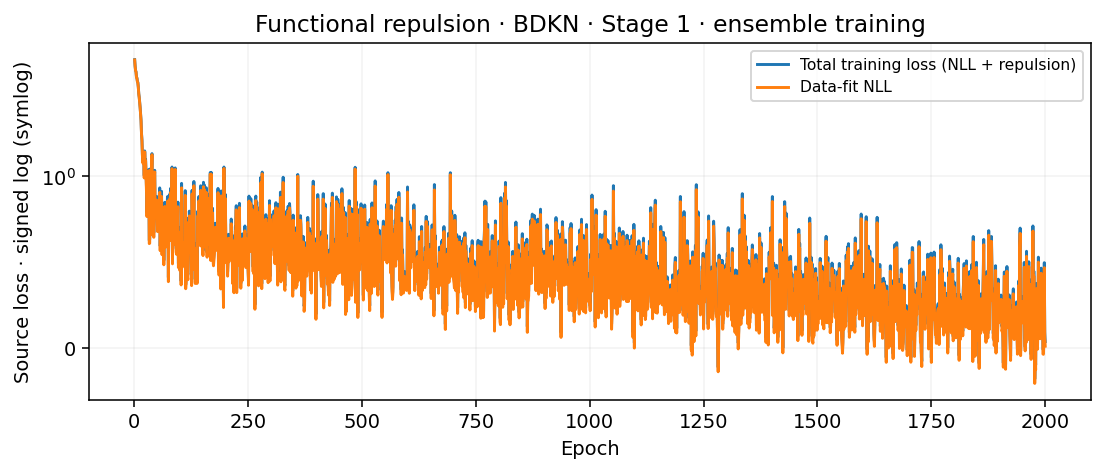 Functional repulsion · BDKN · Stage 1 · ensemble training
Source loss · signed log (symlog)
10⁰
0
Total training loss (NLL + repulsion)
Data-fit NLL
0 250 500 750 1000 1250 1500 1750 2000
Epoch